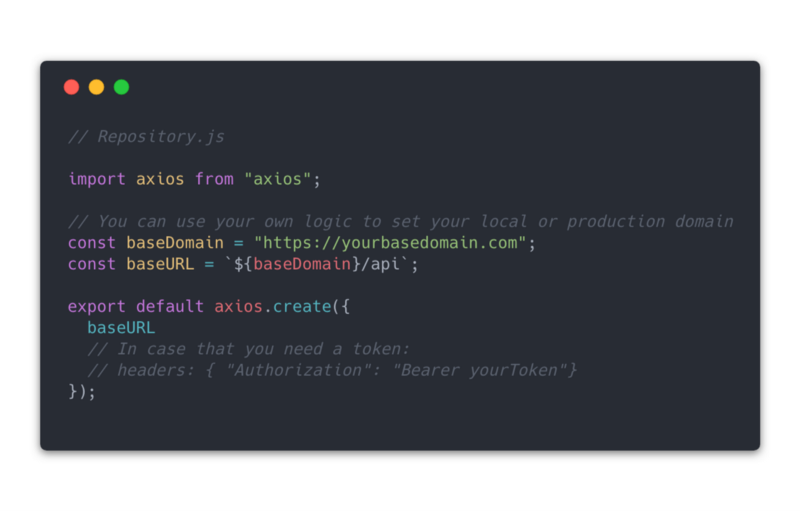 // Repository.js
import axios from "axios";
// You can use your own logic to set your local or production domain
const baseDomain = "https://yourbasedomain.com";
const baseURL = `${baseDomain}/api`;
export default axios.create({
  baseURL
  // In case that you need a token:
  // headers: { "Authorization": "Bearer yourToken"}
});